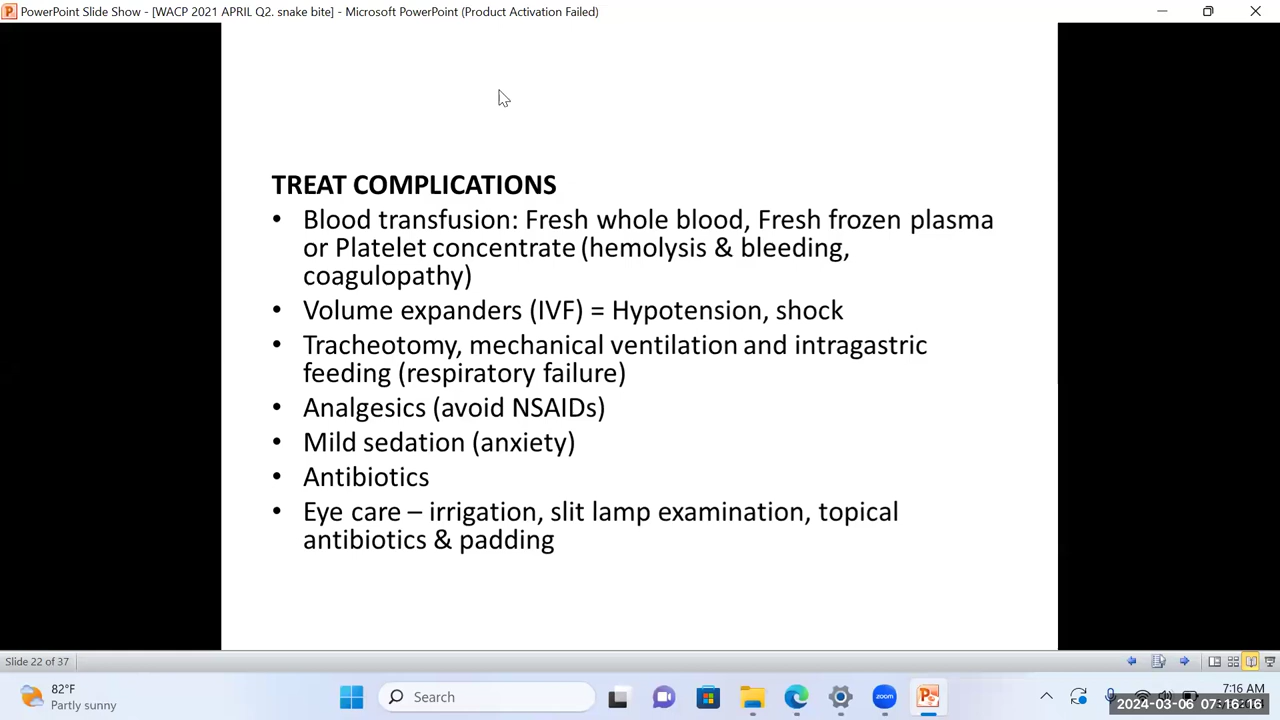 PowerPoint Slide Show - [WACP 2021 APRIL Q2. snake bite] - Microsoft PowerPoint (Product Activation Failed)
TREAT COMPLICATIONS
• Blood transfusion: Fresh whole blood, Fresh frozen plasma
or Platelet concentrate (hemolysis & bleeding,
coagulopathy)
• Volume expanders (IVF) = Hypotension, shock
• Tracheotomy, mechanical ventilation and intragastric
feeding (respiratory failure)
• Analgesics (avoid NSAIDs)
• Mild sedation (anxiety)
• Antibiotics
• Eye care – irrigation, slit lamp examination, topical
antibiotics & padding
Slide 22 of 37
82°F
Partly sunny
Search
zoom
7:16 AM
2024-03-06 07:16:16